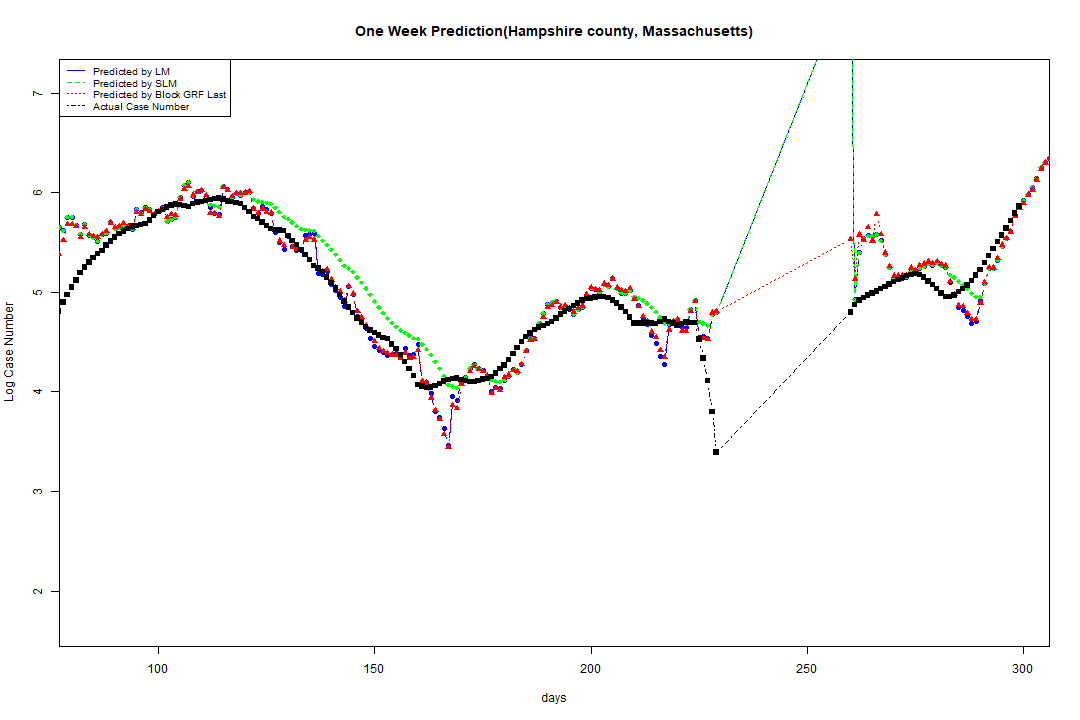 One Week Prediction(Hampshire county, Massachusetts)
Predicted by LM
Predicted by SLM
Predicted by Block GRF Last
Actual Case Number
7
6
5
4
3
2
Log Case Number
100 150 200 250 300
days